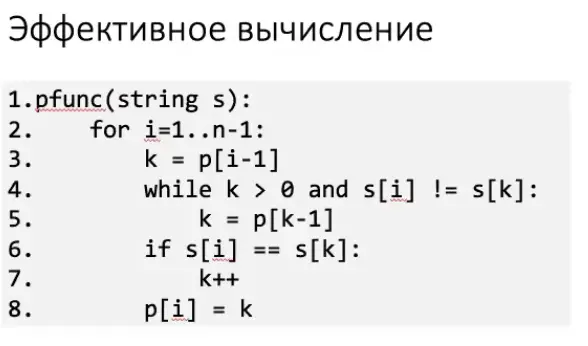 Эффективное вычисление
1.pfunc(string s):
2.    for i=1..n-1:
3.        k = p[i-1]
4.        while k > 0 and s[i] != s[k]:
5.            k = p[k-1]
6.        if s[i] == s[k]:
7.            k++
8.        p[i] = k